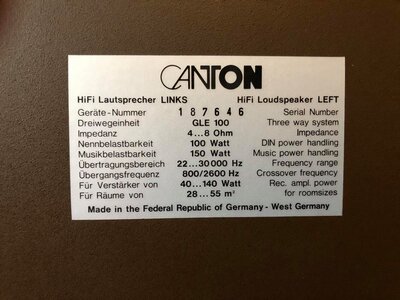 CANTON
HiFi Lautsprecher LINKS HiFi Loudspeaker LEFT
Geräte-Nummer 187646 Serial Number
Dreiwegeinheit GLE 100 Three way system
Impedanz 4...8 Ohm Impedance
Nennbelastbarkeit 100 Watt DIN power handling
Musikbelastbarkeit 150 Watt Music power handling
Übertragungsbereich 22...30000 Hz Frequency range
Übergangsfrequenz 800/2600 Hz Crossover frequency
Für Verstärker von 40...140 Watt Rec. ampl. power
Für Räume von 28...55 m² for roomsizes
Made in the Federal Republic of Germany - West Germany